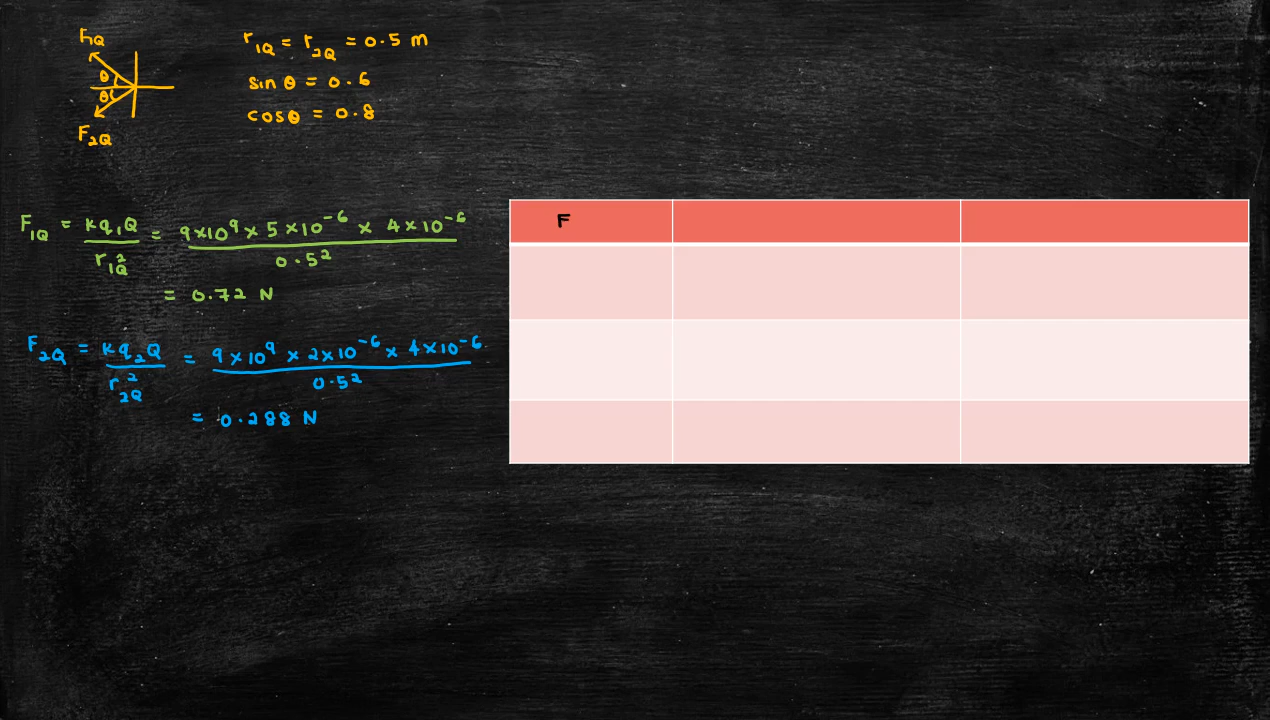 F1Q
θ
θ
F2Q
r1Q = r2Q = 0.5 m
sin θ = 0.6
cos θ = 0.8
F1Q = kq1Q / r1Q² = 9×10⁹ × 5×10⁻⁶ × 4×10⁻⁶ / 0.5²
= 0.72 N
F2Q = kq2Q / r2Q² = 9×10⁹ × 2×10⁻⁶ × 4×10⁻⁶ / 0.5²
= 0.288 N
F